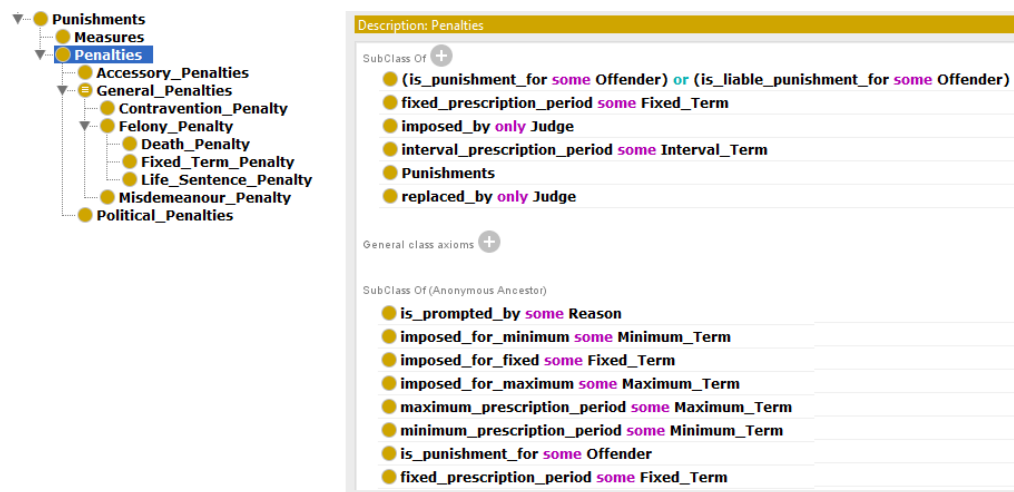 Punishments
Measures
Penalties
Accessory_Penalties
General_Penalties
Contravention_Penalty
Felony_Penalty
Death_Penalty
Fixed_Term_Penalty
Life_Sentence_Penalty
Misdemeanour_Penalty
Political_Penalties
Description: Penalties
SubClass Of
(is_punishment_for some Offender) or (is_liable_punishment_for some Offender)
fixed_prescription_period some Fixed_Term
imposed_by only Judge
interval_prescription_period some Interval_Term
Punishments
replaced_by only Judge
General class axioms
SubClass Of (Anonymous Ancestor)
is_prompted_by some Reason
imposed_for_minimum some Minimum_Term
imposed_for_fixed some Fixed_Term
imposed_for_maximum some Maximum_Term
maximum_prescription_period some Maximum_Term
minimum_prescription_period some Minimum_Term
is_punishment_for some Offender
fixed_prescription_period some Fixed_Term